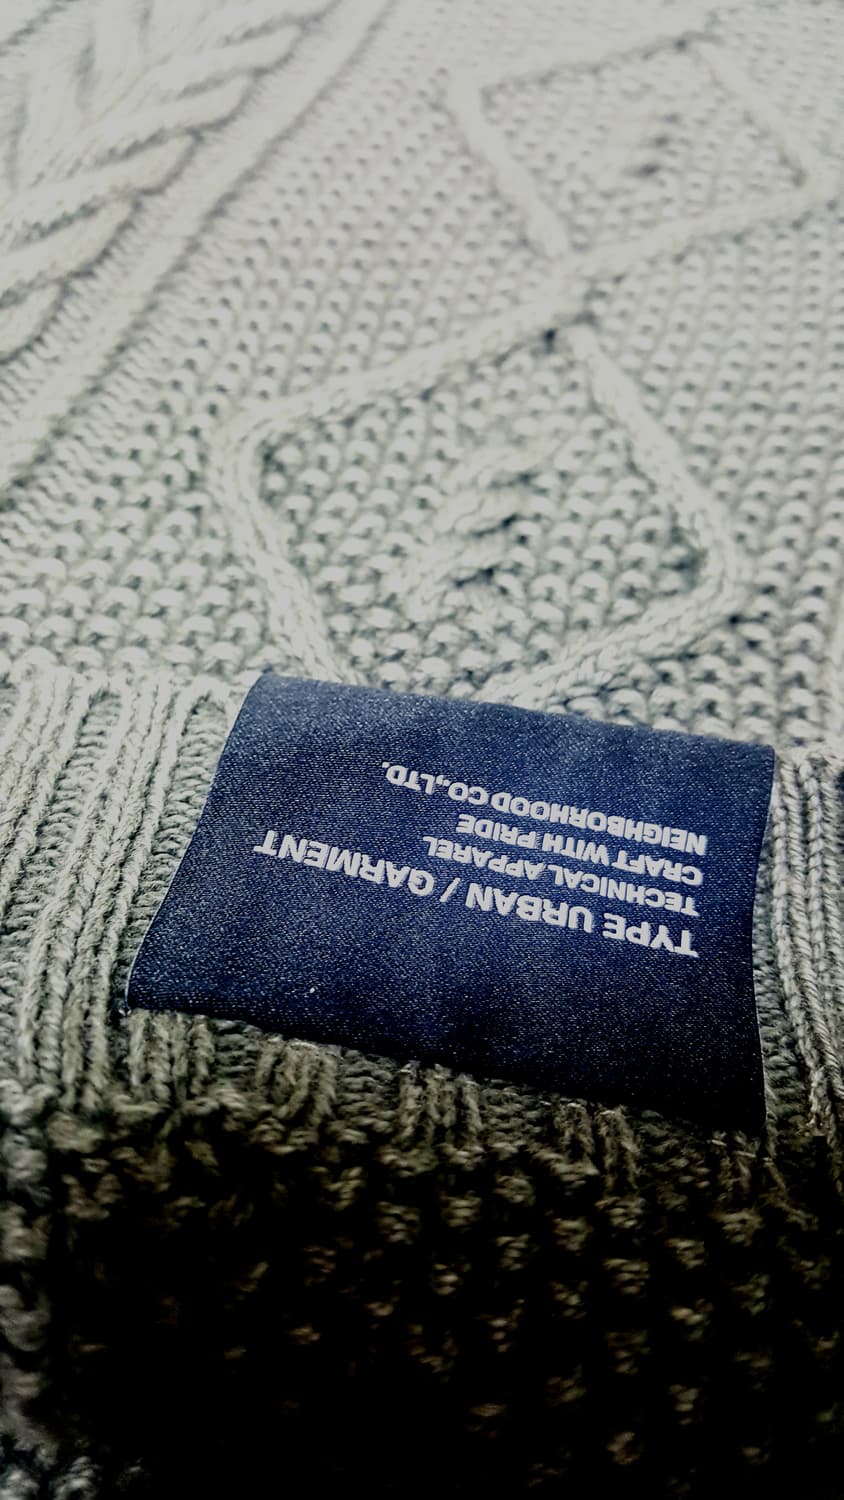 TYPE URBAN / GARMENT
TECHNICAL APPAREL
CRAFT WITH PRIDE
NEIGHBORHOOD CO.,LTD.